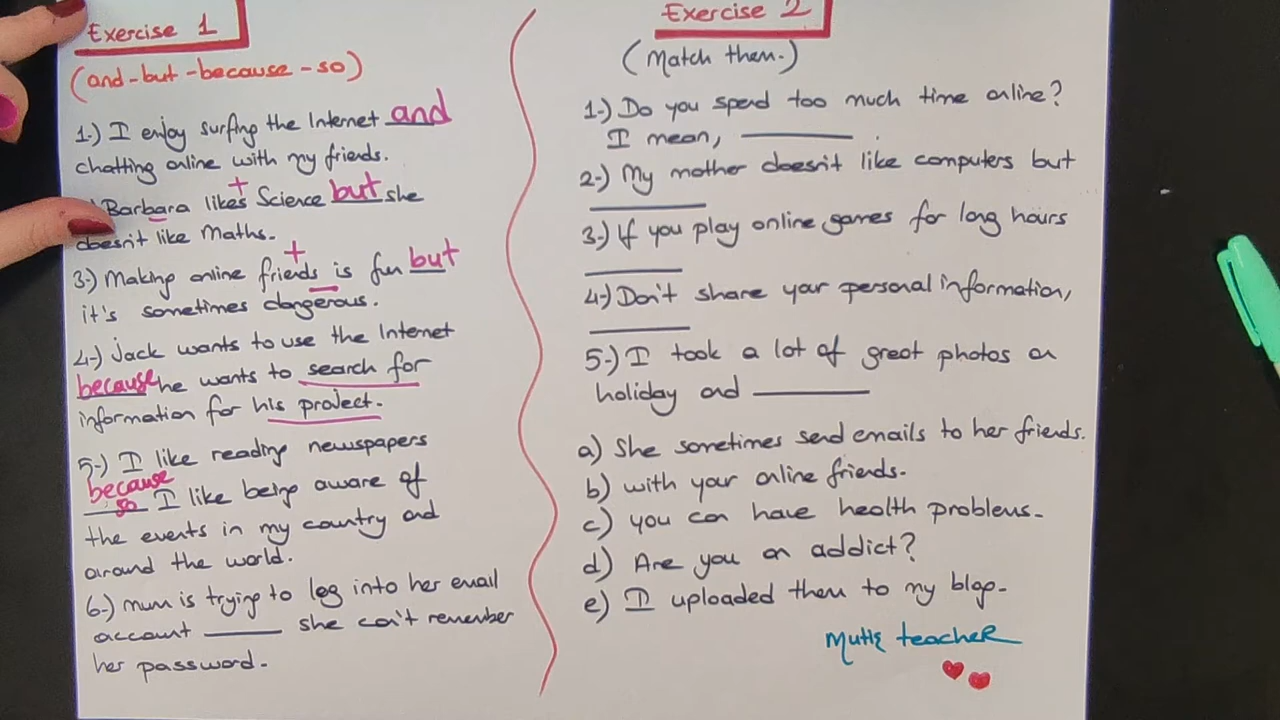 Exercise 1
(and-but-because-so)
1-) I enjoy surfing the Internet and
chatting online with my friends.
+
Barbara likes Science but she
doesn't like Maths.
+
3-) Making online friends is fun but
it's sometimes dangerous.
4-) Jack wants to use the Internet
because he wants to search for
information for his project.
5-) I like reading newspapers
because
so I like being aware of
the events in my country and
around the world.
6-) Mum is trying to log into her email
account ______ she can't remember
her password.
Exercise 2
(Match them.)
1-) Do you spend too much time online?
I mean, ______.
2-) My mother doesn't like computers but
______
3-) If you play online games for long hours
______
4-) Don't share your personal information,
______
5-) I took a lot of great photos on
holiday and ______
a) She sometimes send emails to her friends.
b) with your online friends.
c) you can have health problems.
d) Are you an addict?
e) I uploaded them to my blog.
teacher